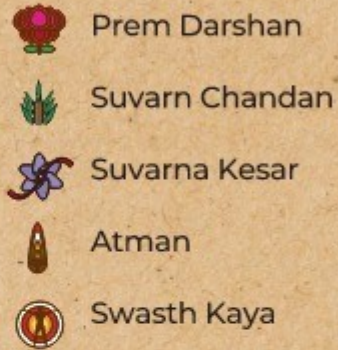 Prem Darshan
Suvarn Chandan
Suvarna Kesar
Atman
Swasth Kaya